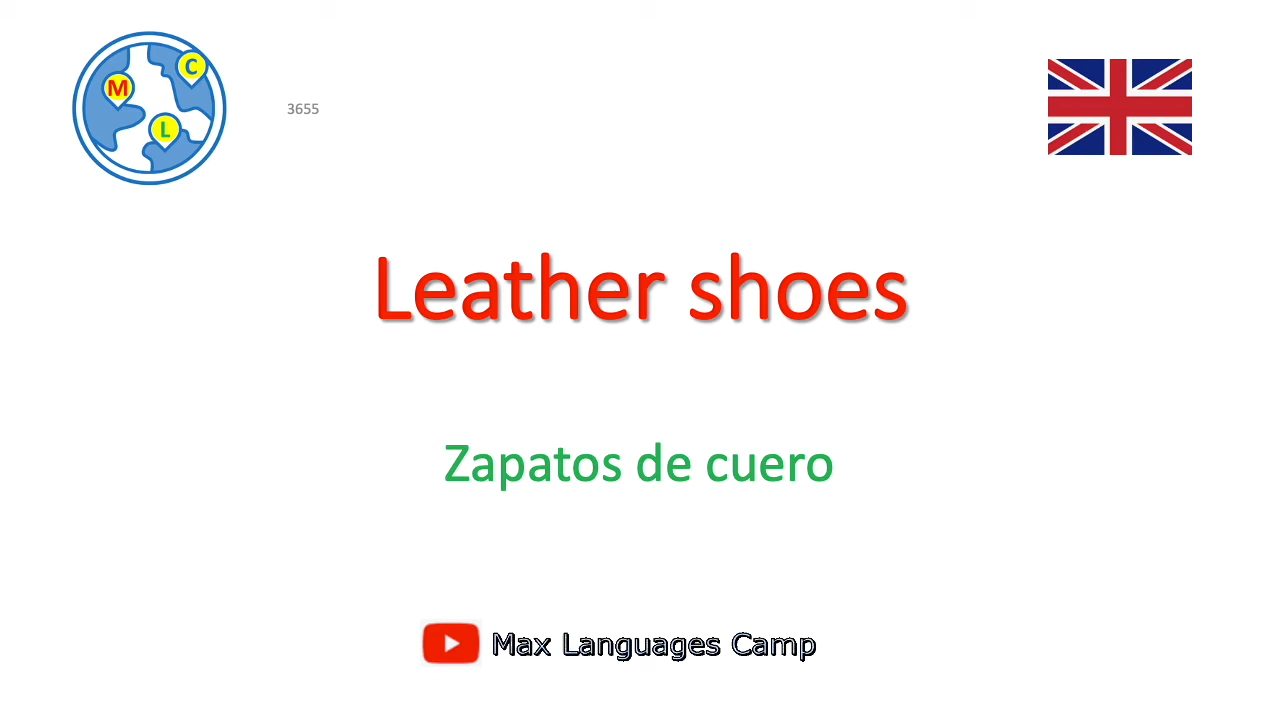 M
C
L
3655
Leather shoes
Zapatos de cuero
Max Languages Camp